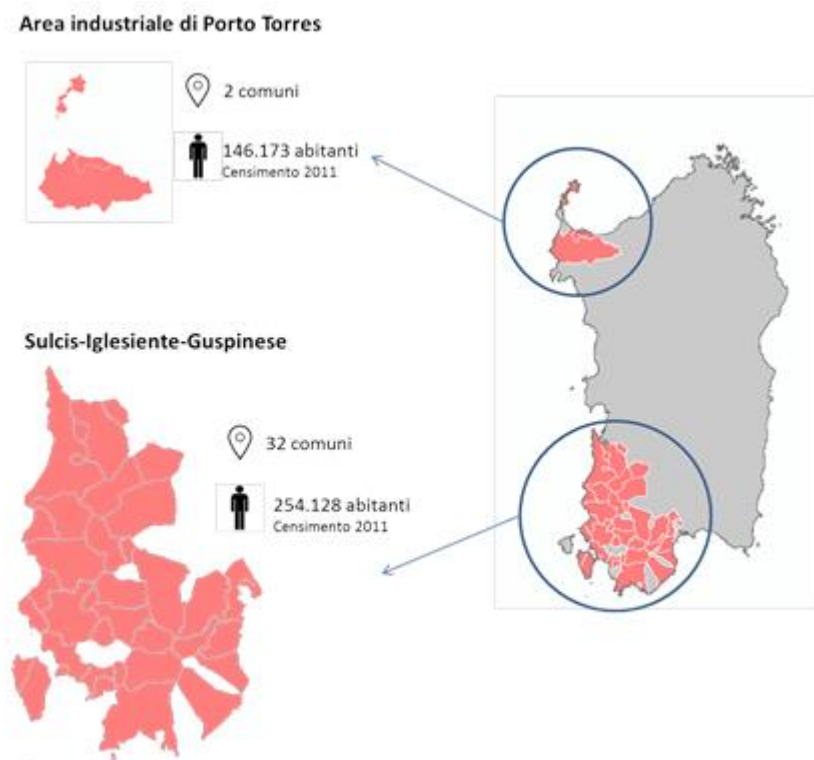 Area industriale di Porto Torres
2 comuni
146.173 abitanti
Censimento 2011
Sulcis-Iglesiente-Guspinese
32 comuni
254.128 abitanti
Censimento 2011